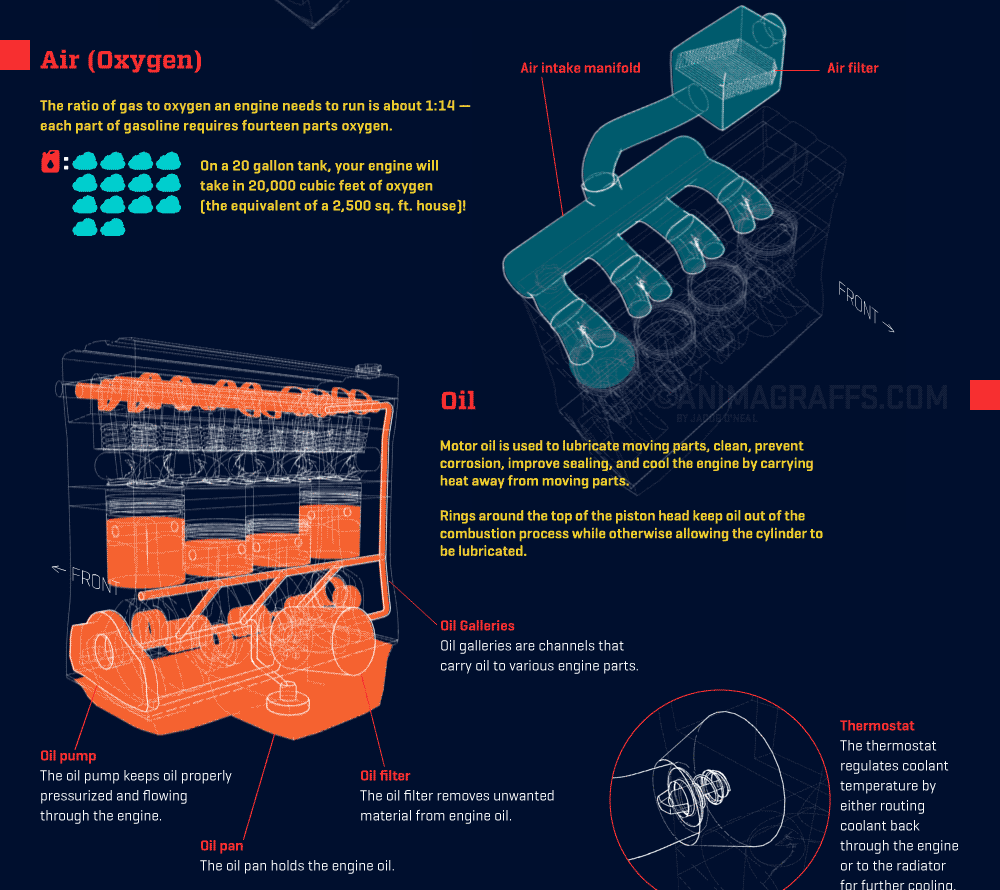 Air (Oxygen)
The ratio of gas to oxygen an engine needs to run is about 1:14 —
each part of gasoline requires fourteen parts oxygen.
:
On a 20 gallon tank, your engine will
take in 20,000 cubic feet of oxygen
(the equivalent of a 2,500 sq. ft. house)!
Air intake manifold
Air filter
FRONT →
©ANIMAGRAFFS.COM
BY JACOB O'NEAL
Oil
Motor oil is used to lubricate moving parts, clean, prevent
corrosion, improve sealing, and cool the engine by carrying
heat away from moving parts.
Rings around the top of the piston head keep oil out of the
combustion process while otherwise allowing the cylinder to
be lubricated.
← FRONT
Oil Galleries
Oil galleries are channels that
carry oil to various engine parts.
Oil pump
The oil pump keeps oil properly
pressurized and flowing
through the engine.
Oil filter
The oil filter removes unwanted
material from engine oil.
Oil pan
The oil pan holds the engine oil.
Thermostat
The thermostat
regulates coolant
temperature by
either routing
coolant back
through the engine
or to the radiator
for further cooling.